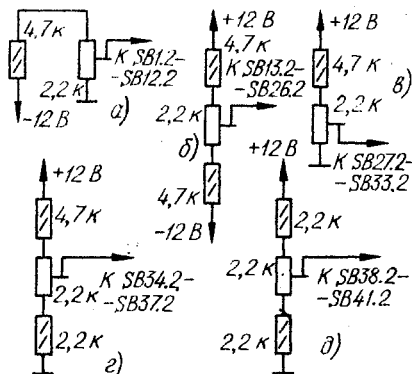 4,7 к
К SB1.2-
-SB12.2
2,2 к
-12 В
а)
+12 В
4,7 к
К SB13.2-
-SB26.2
2,2 к
б)
4,7 к
-12 В
+12 В
4,7 к
в)
2,2 к
К SB27.2-
-SB33.2
+12 В
4,7 к
К SB34.2-
-SB37.2
2,2 к
2,2 к
г)
+12 В
2,2 к
2,2 к
К SB38.2-
-SB41.2
2,2 к
д)